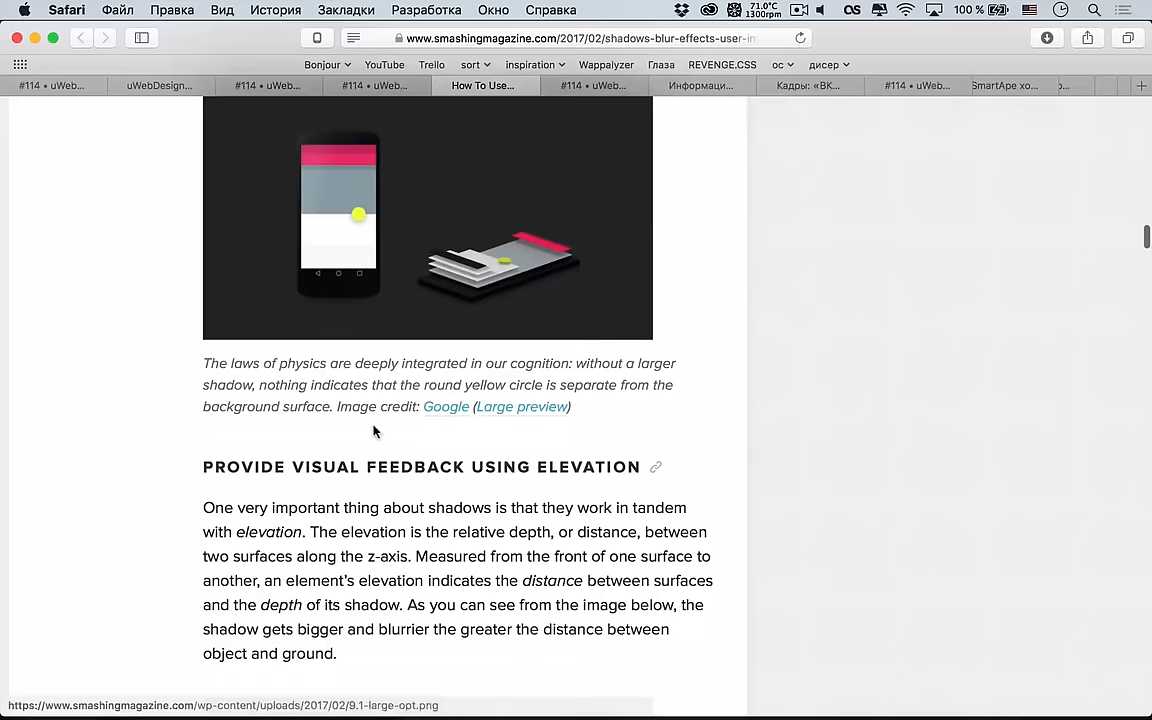 Safari Файл Правка Вид История Закладки Разработка Окно Справка 71.0°C 1300rpm 100 %
www.smashingmagazine.com/2017/02/shadows-blur-effects-user-in
Bonjour YouTube Trello sort inspiration Wappalyzer Глаза REVENGE.CSS ос дисер
#114 • uWeb... uWebDesign... #114 • uWeb... #114 • uWeb... How To Use... #114 • uWeb... Информаци... Кадры: «ВК... #114 • uWeb... SmartApe хо...
The laws of physics are deeply integrated in our cognition: without a larger
shadow, nothing indicates that the round yellow circle is separate from the
background surface. Image credit: Google (Large preview)
PROVIDE VISUAL FEEDBACK USING ELEVATION
One very important thing about shadows is that they work in tandem
with elevation. The elevation is the relative depth, or distance, between
two surfaces along the z-axis. Measured from the front of one surface to
another, an element's elevation indicates the distance between surfaces
and the depth of its shadow. As you can see from the image below, the
shadow gets bigger and blurrier the greater the distance between
object and ground.
https://www.smashingmagazine.com/wp-content/uploads/2017/02/9.1-large-opt.png